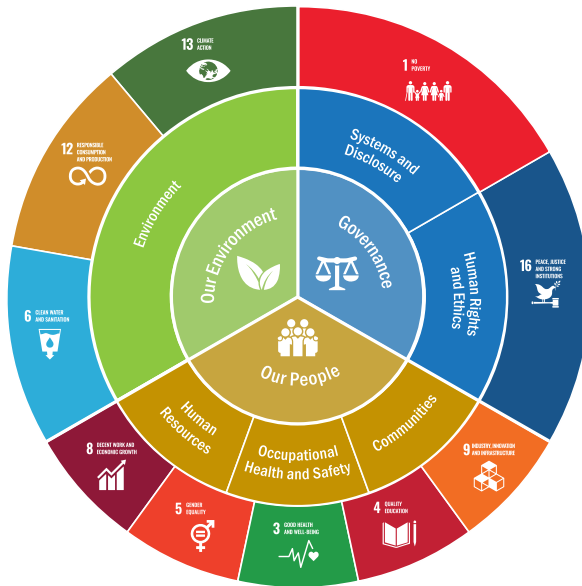 13 CLIMATE
ACTION
1 NO
POVERTY
12 RESPONSIBLE
CONSUMPTION
AND PRODUCTION
16 PEACE, JUSTICE
AND STRONG
INSTITUTIONS
6 CLEAN WATER
AND SANITATION
8 DECENT WORK AND
ECONOMIC GROWTH
9 INDUSTRY, INNOVATION
AND INFRASTRUCTURE
5 GENDER
EQUALITY
3 GOOD HEALTH
AND WELL-BEING
4 QUALITY
EDUCATION
Environment
Systems and
Disclosure
Human Rights
and Ethics
Human
Resources
Occupational
Health and Safety
Communities
Our Environment
Governance
Our People